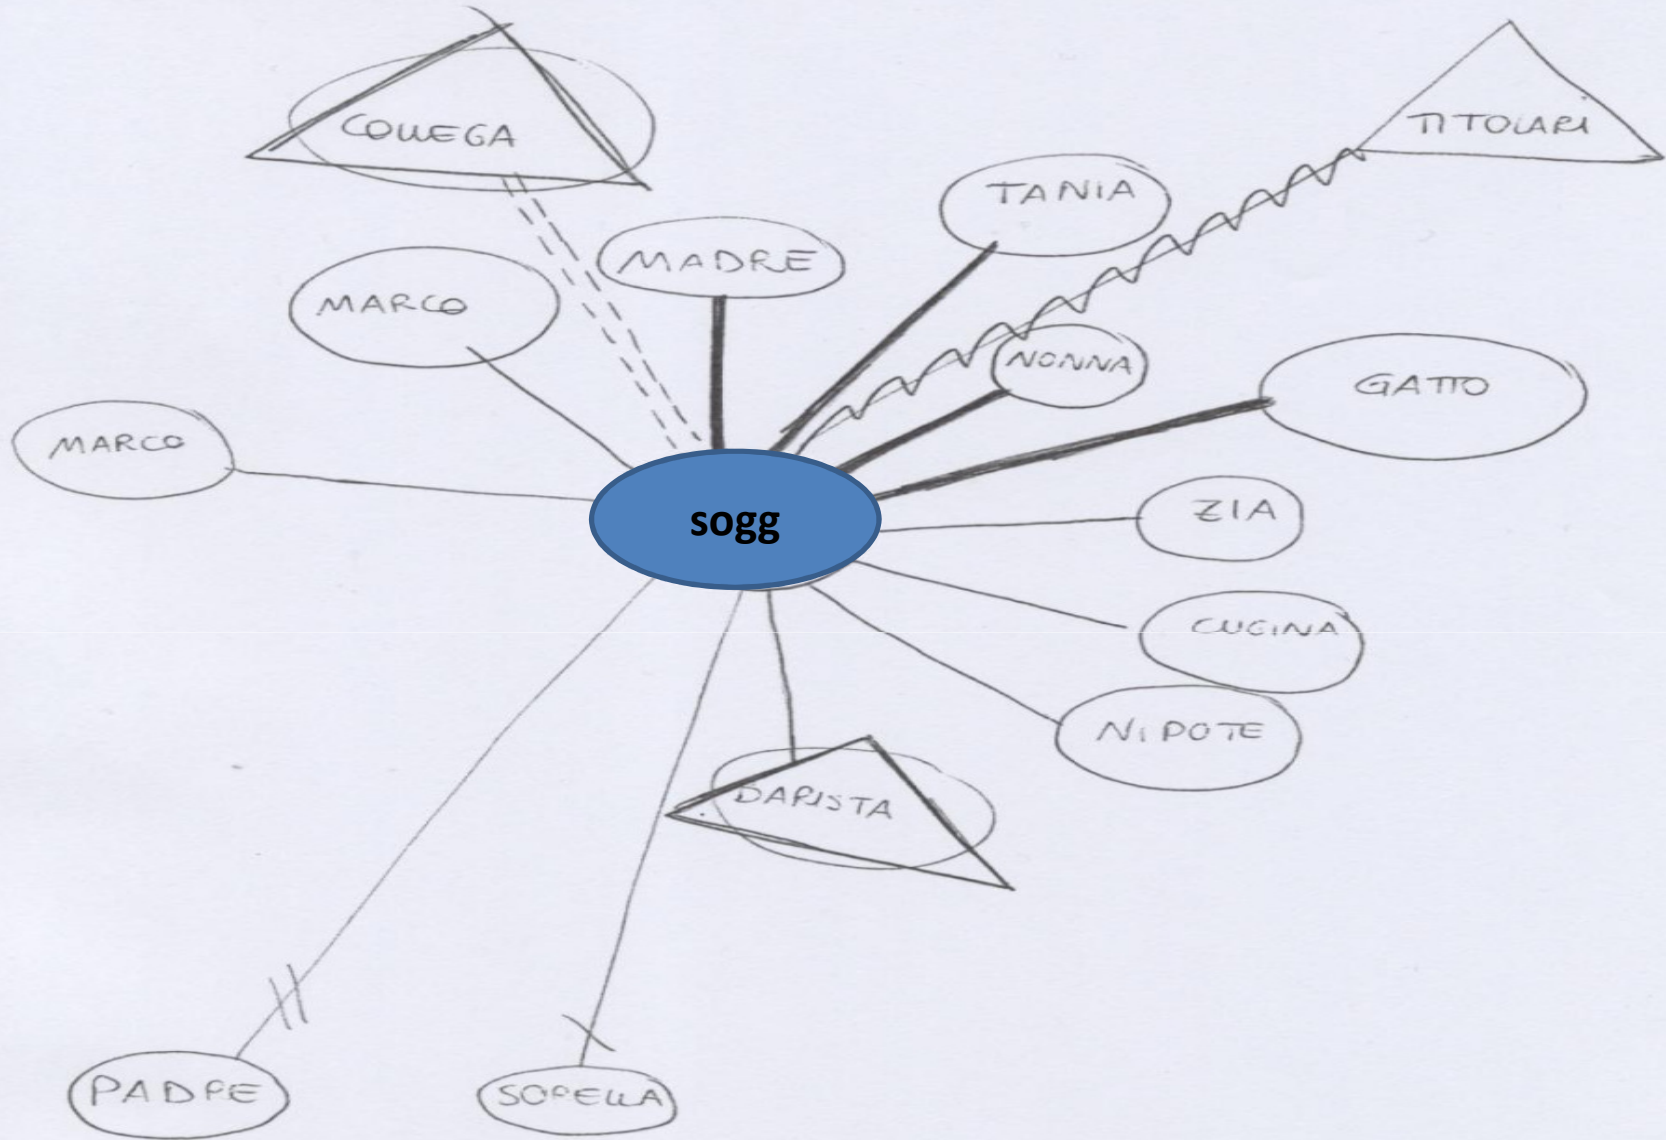 COLLEGA
TITOLARI
TANIA
MADRE
MARCO
NONNA
GATTO
MARCO
ZIA
sogg
CUGINA
NIPOTE
BARISTA
PADRE
SORELLA